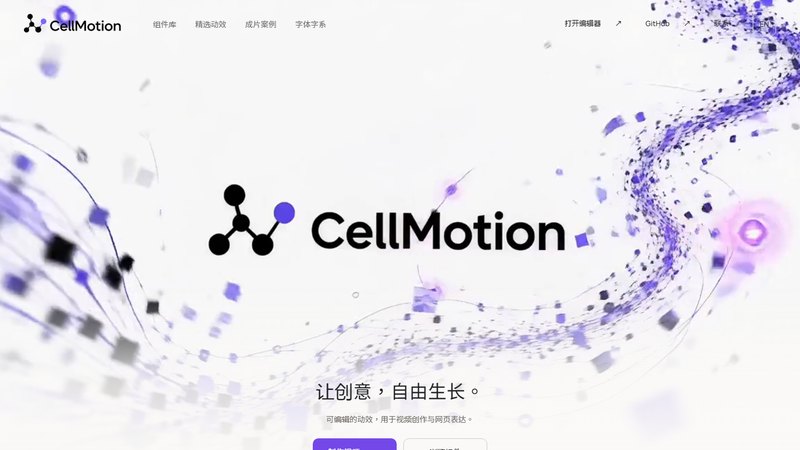 CellMotion
组件库
精选动效
成片案例
字体字系
打开编辑器 ↗
GitHub ↗
EN
CellMotion
让创意，自由生长。
可编辑的动效，用于视频创作与网页表达。